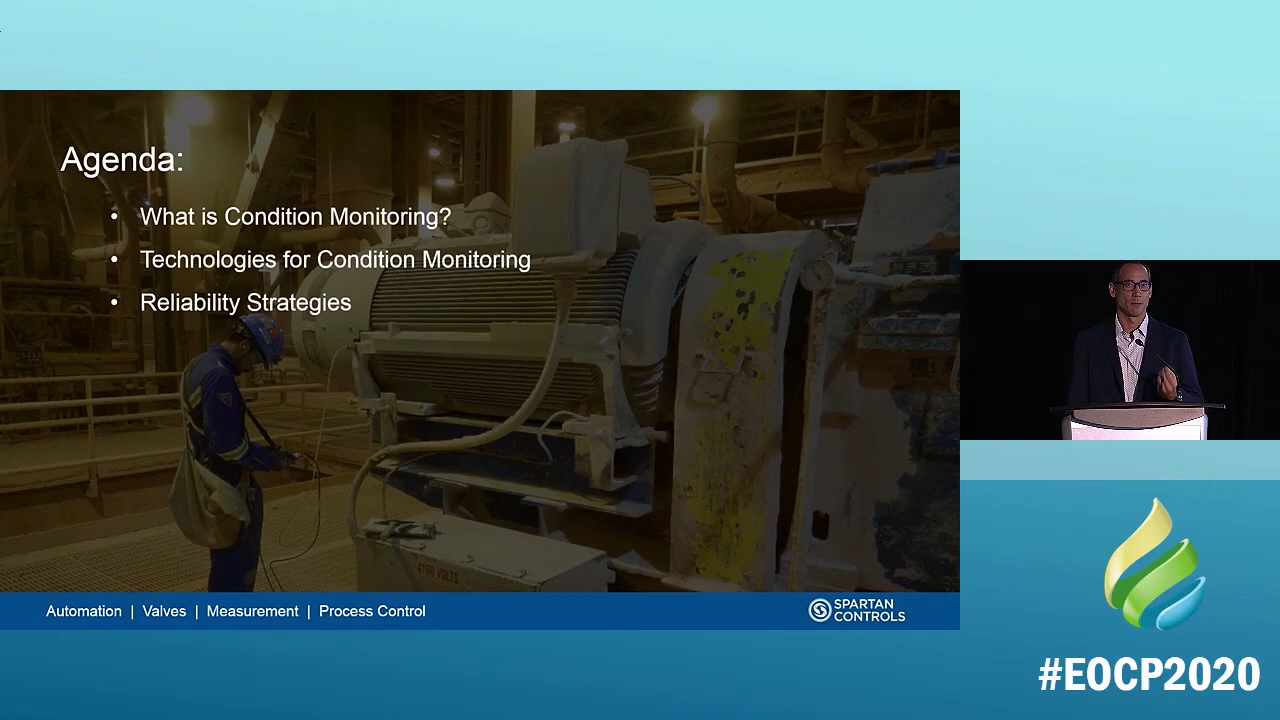 Agenda:
• What is Condition Monitoring?
• Technologies for Condition Monitoring
• Reliability Strategies
4160 VOLTS
Automation | Valves | Measurement | Process Control
SPARTAN
CONTROLS
#EOCP2020